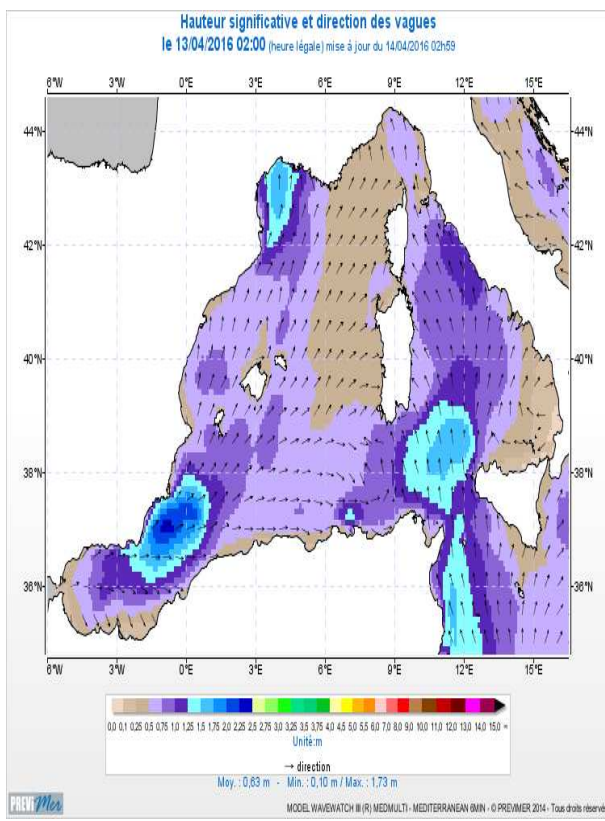 Hauteur significative et direction des vagues
le 13/04/2016 02:00 (heure légale) mise à jour du 14/04/2016 02h59
6°W 3°W 0°E 3°E 6°E 9°E 12°E 15°E
44°N 44°N
42°N 42°N
40°N 40°N
38°N 38°N
36°N 36°N
6°W 3°W 0°E 3°E 6°E 9°E 12°E 15°E
0,0 0,1 0,25 0,5 0,75 1,0 1,25 1,5 1,75 2,0 2,25 2,5 2,75 3,0 3,25 3,5 3,75 4,0 4,5 5,0 5,5 6,0 7,0 8,0 9,0 10,0 11,0 12,0 13,0 14,0 15,0 m
Unité:m
→ direction
Moy. : 0,63 m - Min. : 0,10 m / Max. : 1,73 m
PREVIMer
MODEL WAVEWATCH III (R) MEDMULTI - MEDITERRANEAN 6MIN - © PREVIMER 2014 - Tous droits réservé